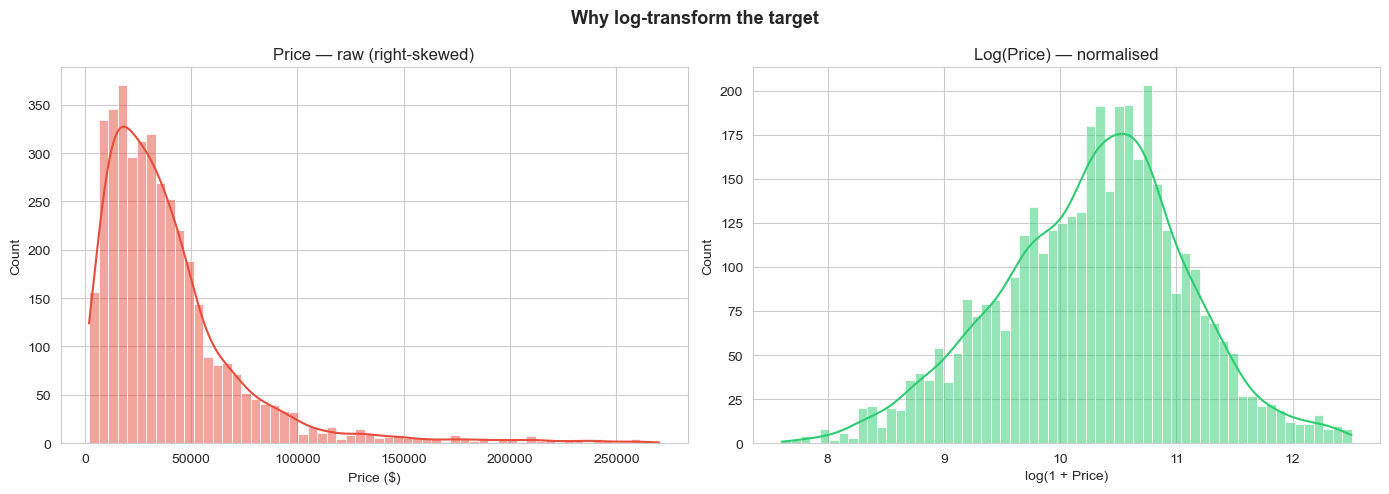 Why log-transform the target
Price — raw (right-skewed)
350
300
250
200
150
100
50
0
Count
0 50000 100000 150000 200000 250000
Price ($)
Log(Price) — normalised
200
175
150
125
100
75
50
25
0
Count
8 9 10 11 12
log(1 + Price)